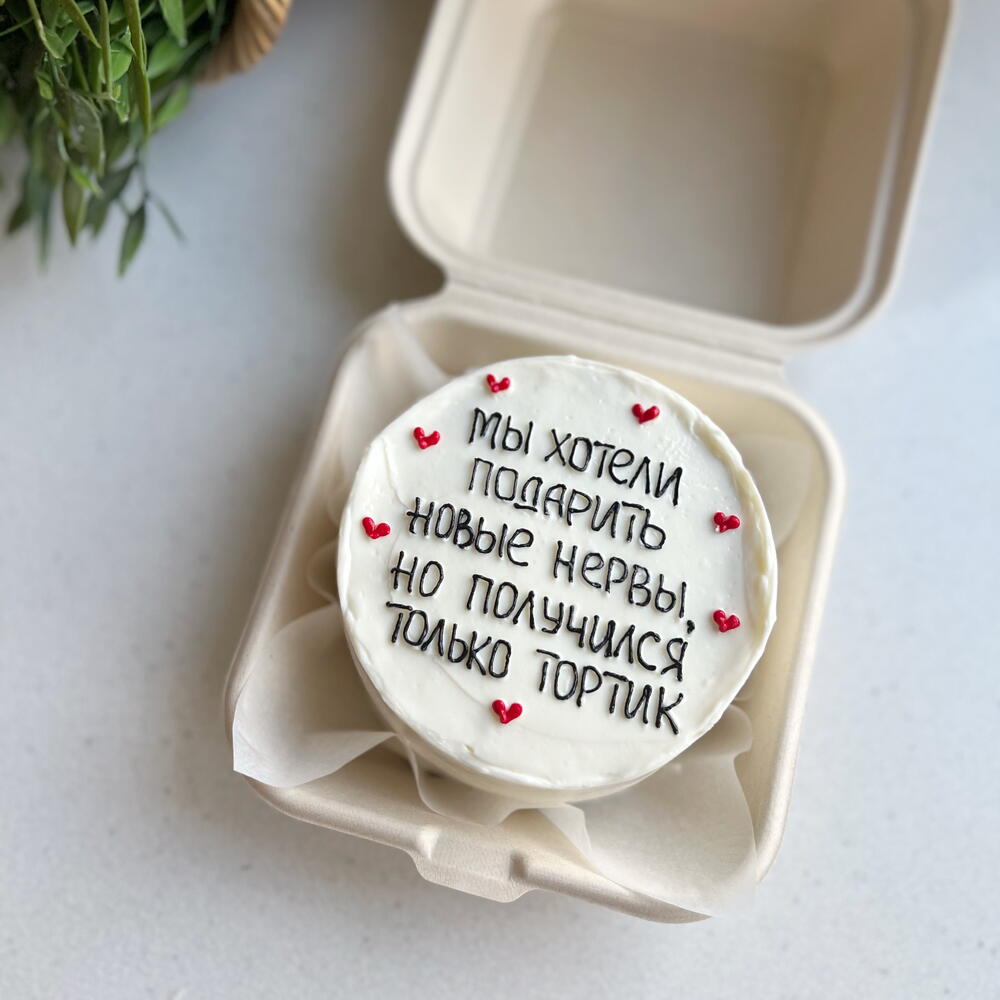 Мы хотели
подарить
новые нервы,
но получился
только тортик